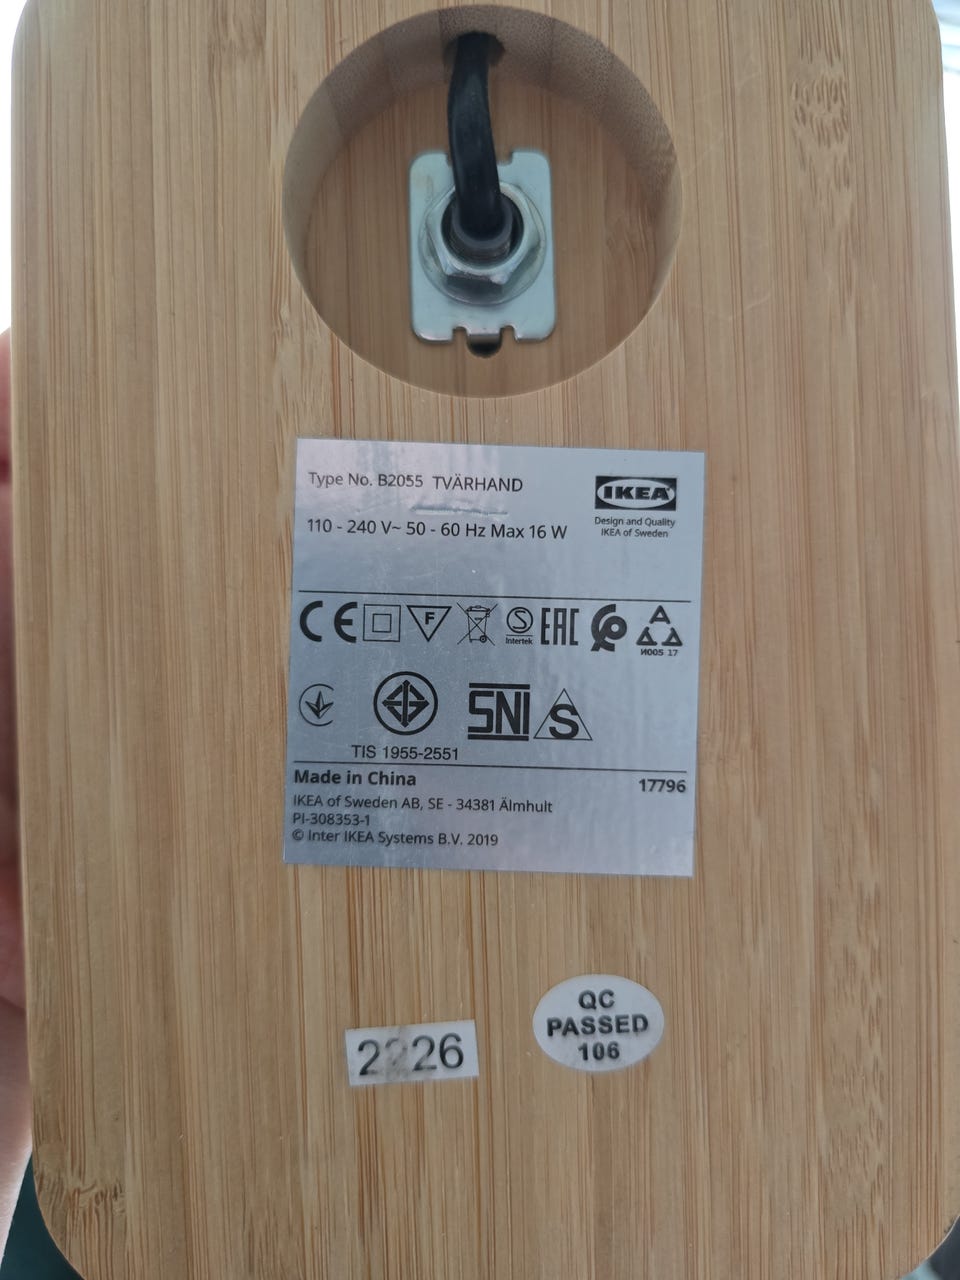 Type No. B2055 TVÄRHAND
IKEA
Design and Quality
IKEA of Sweden
110 - 240 V~ 50 - 60 Hz Max 16 W
CE F S Intertek EAC A
И005 17
SNI S
TIS 1955-2551
Made in China
17796
IKEA of Sweden AB, SE - 34381 Älmhult
PI-308353-1
© Inter IKEA Systems B.V. 2019
QC
PASSED
106
2226